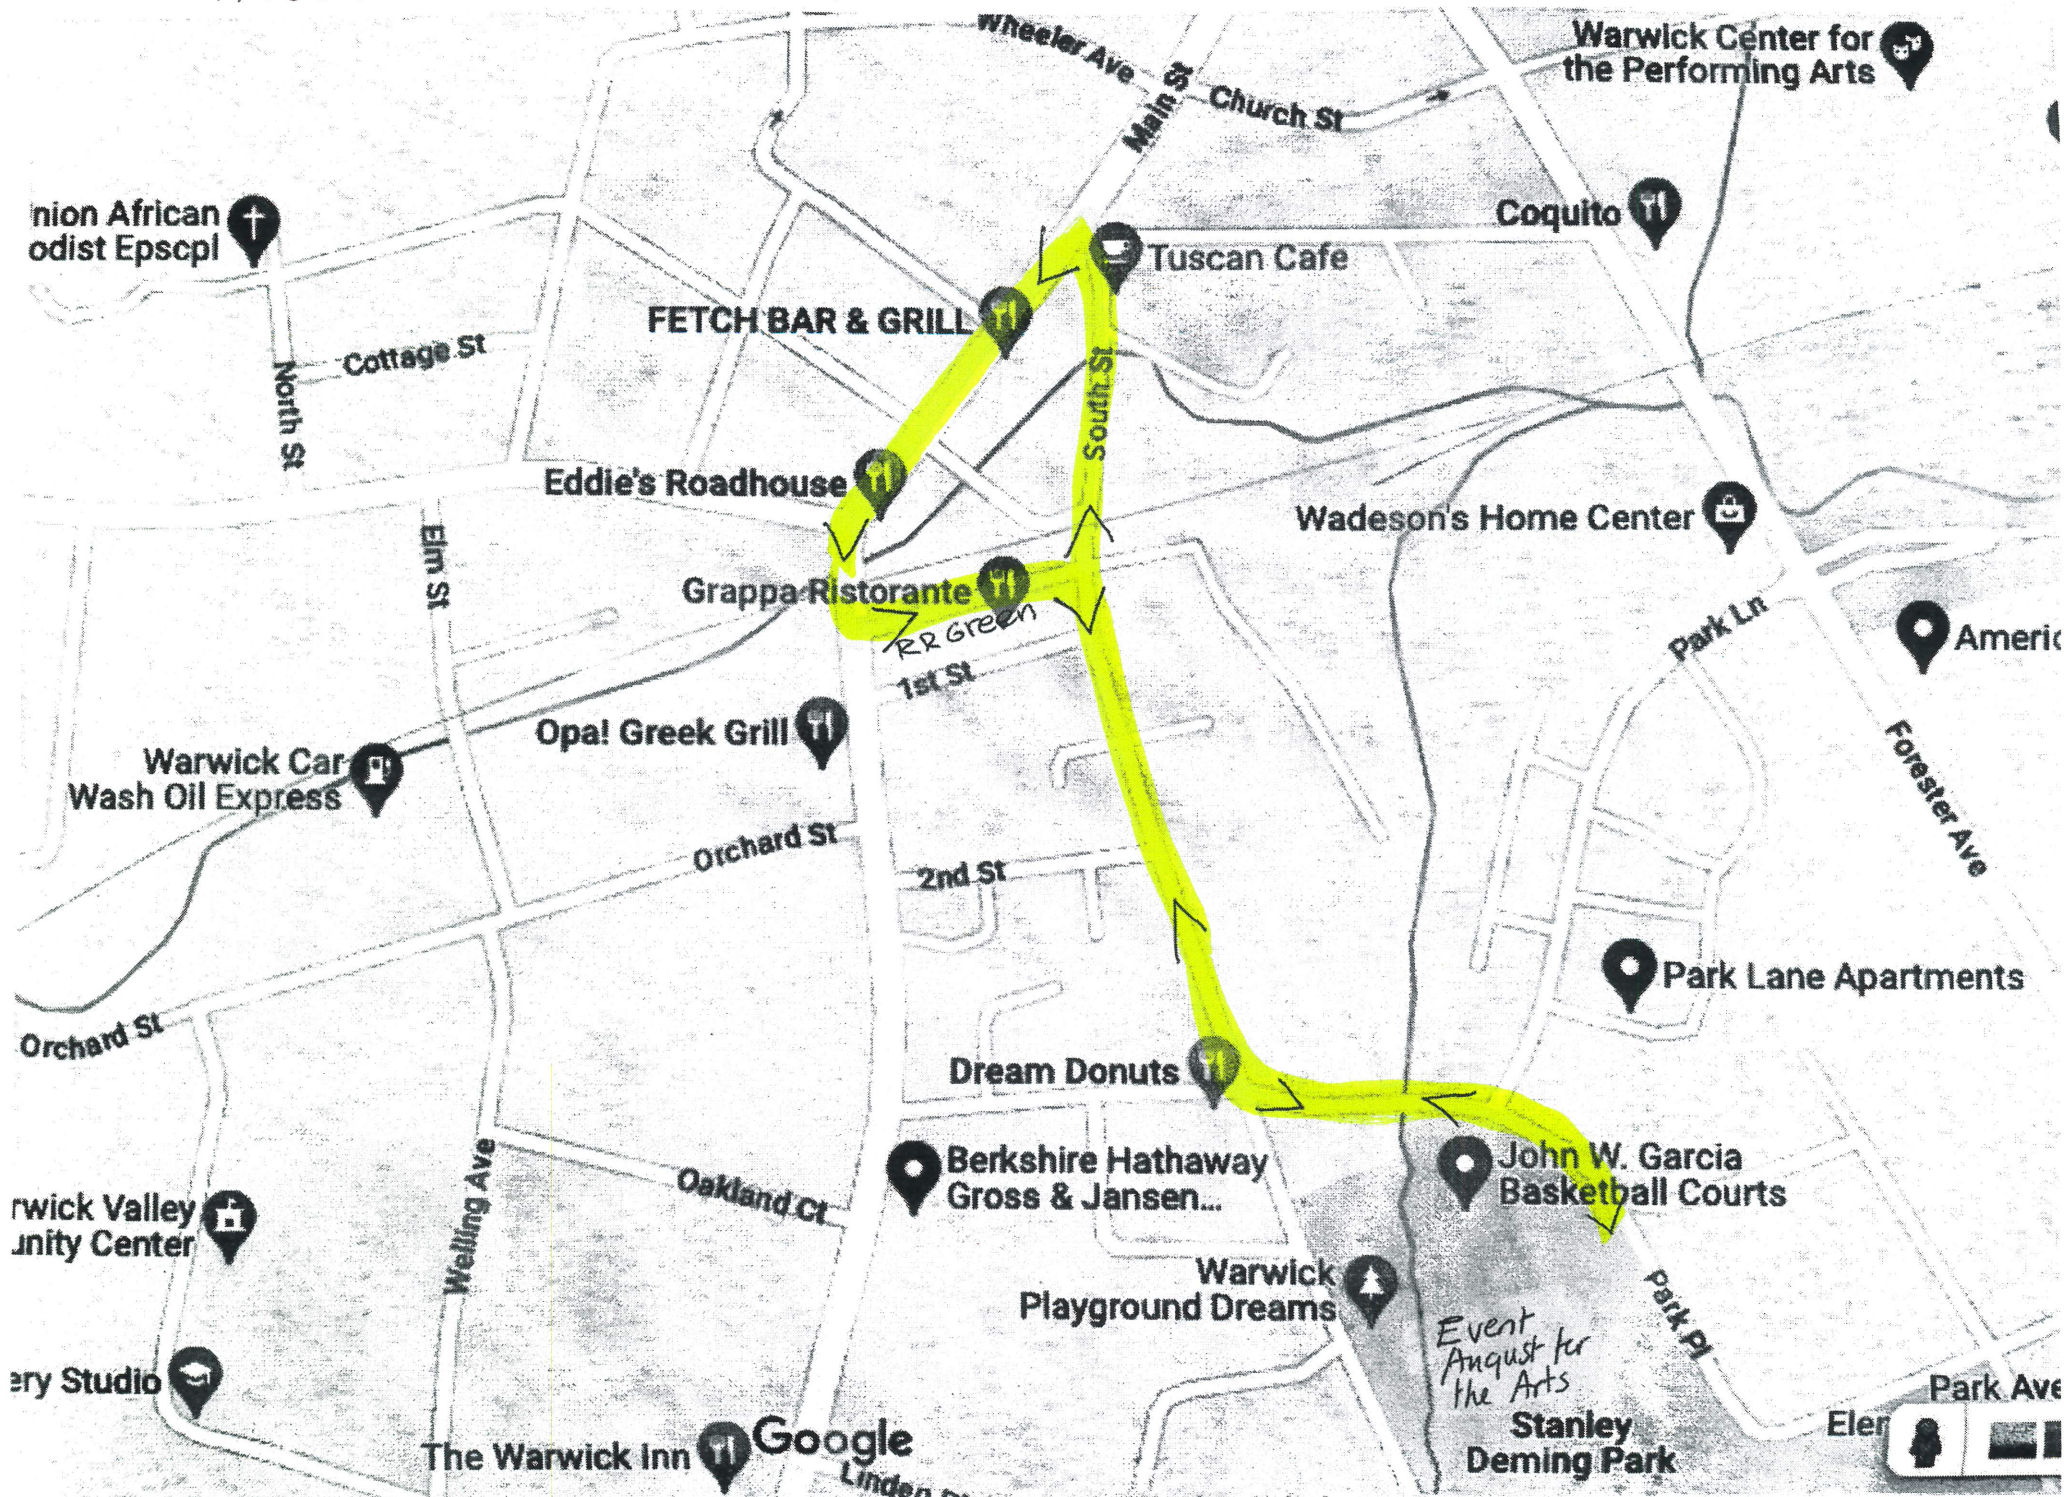 Wheeler Ave
Main St
Church St
Warwick Center for
the Performing Arts
nion African
odist Epscpl
Coquito
Tuscan Cafe
FETCH BAR & GRILL
Cottage St
North St
South St
Eddie's Roadhouse
Wadeson's Home Center
Elm St
Grappa Ristorante
RR Green
1st St
Park Ln
Americ
Opa! Greek Grill
Warwick Car
Wash Oil Express
Forester Ave
Orchard St
2nd St
Park Lane Apartments
Orchard St
Dream Donuts
Berkshire Hathaway
Gross & Jansen...
John W. Garcia
Basketball Courts
Oakland Ct
Welling Ave
rwick Valley
unity Center
Warwick
Playground Dreams
Park Pl
Event
August for
the Arts
ery Studio
Park Ave
Stanley
Deming Park
Elen
The Warwick Inn
Google
Linden